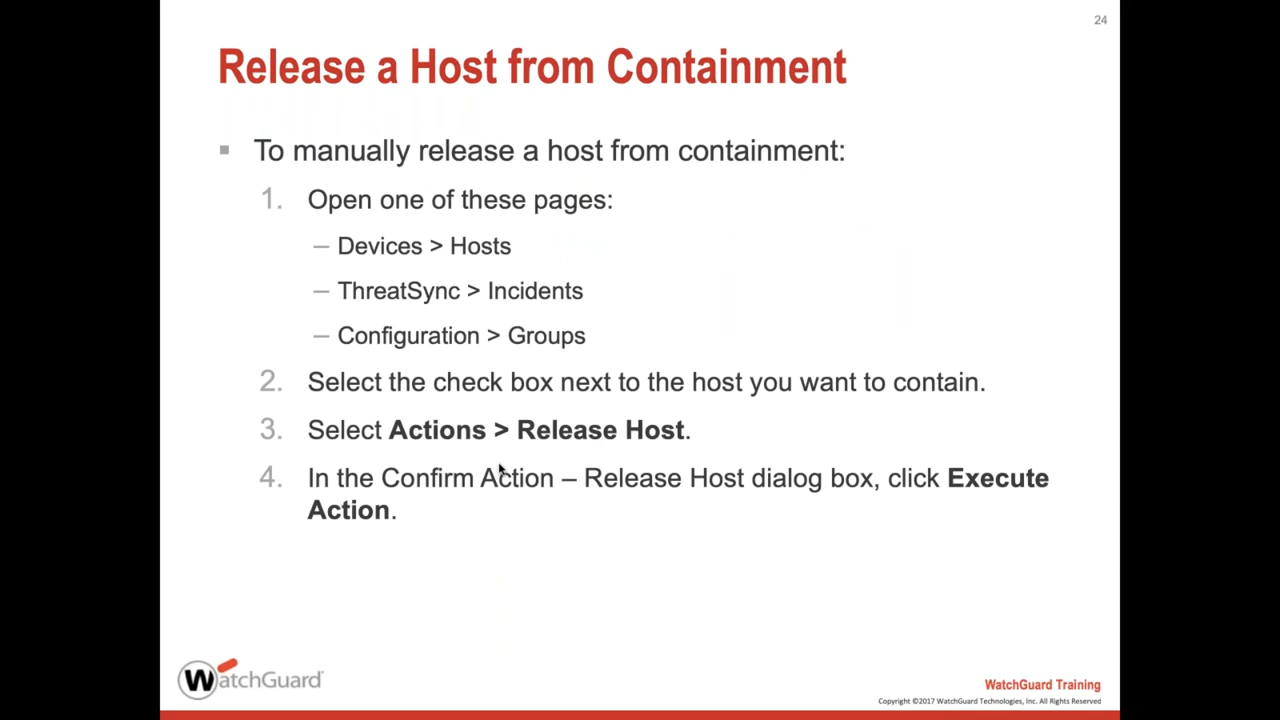 24
Release a Host from Containment
▪ To manually release a host from containment:
1. Open one of these pages:
– Devices > Hosts
– ThreatSync > Incidents
– Configuration > Groups
2. Select the check box next to the host you want to contain.
3. Select Actions > Release Host.
4. In the Confirm Action – Release Host dialog box, click Execute
Action.
WatchGuard
WatchGuard Training
Copyright ©2017 WatchGuard Technologies, Inc. All Rights Reserved